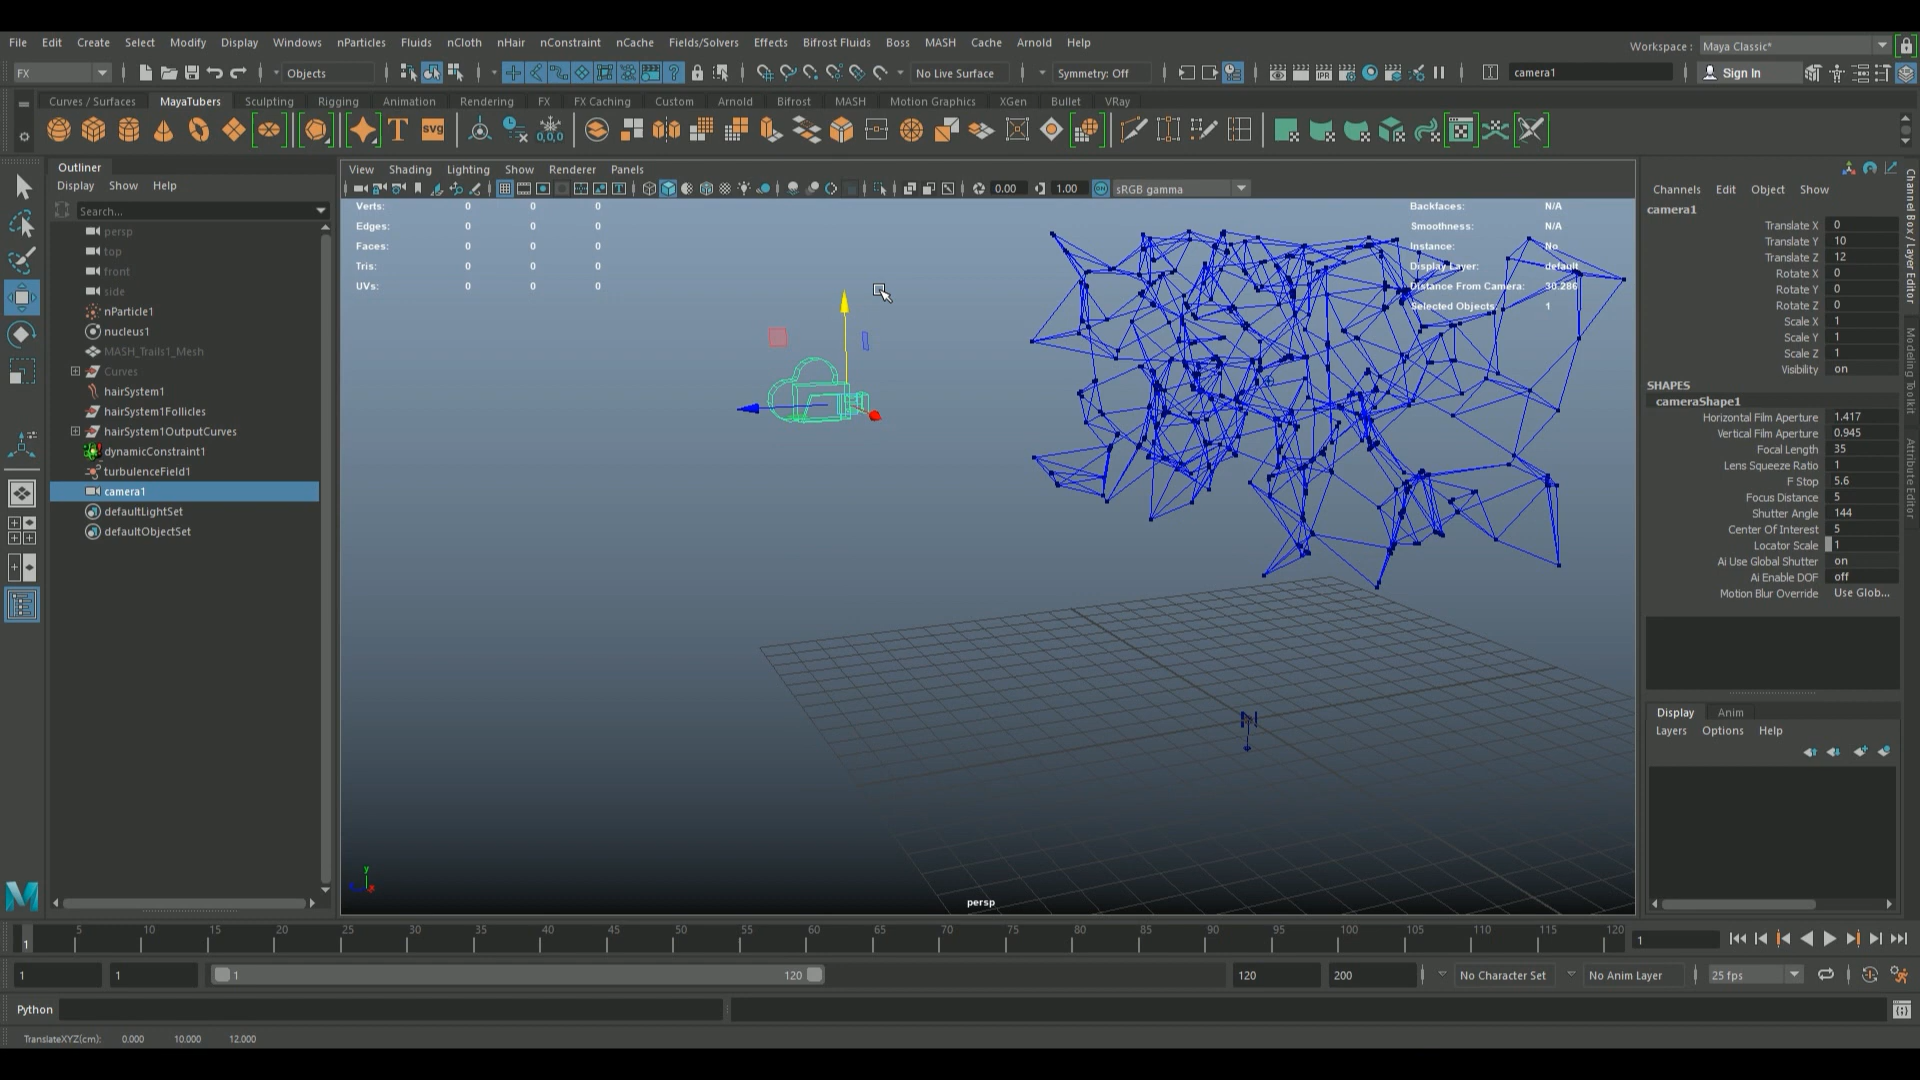 File Edit Create Select Modify Display Windows nParticles Fluids nCloth nHair nConstraint nCache Fields/Solvers Effects Bifrost Fluids Boss MASH Cache Arnold Help
Workspace : Maya Classic*
FX Objects No Live Surface Symmetry: Off camera1 Sign In
Curves / Surfaces MayaTubers Sculpting Rigging Animation Rendering FX FX Caching Custom Arnold Bifrost MASH Motion Graphics XGen Bullet VRay
T svg 0,0,0
Outliner
Display Show Help
Search...
persp
top
front
side
nParticle1
nucleus1
MASH_Trails1_Mesh
Curves
hairSystem1
hairSystem1Follicles
hairSystem1OutputCurves
dynamicConstraint1
turbulenceField1
camera1
defaultLightSet
defaultObjectSet
View Shading Lighting Show Renderer Panels
0.00 1.00 sRGB gamma
Verts: 0 0 0
Edges: 0 0 0
Faces: 0 0 0
Tris: 0 0 0
UVs: 0 0 0
Backfaces: N/A
Smoothness: N/A
Instance: No
Display Layer: default
Distance From Camera: 30.286
Selected Objects: 1
N
y
persp
Channels Edit Object Show
camera1
Translate X 0
Translate Y 10
Translate Z 12
Rotate X 0
Rotate Y 0
Rotate Z 0
Scale X 1
Scale Y 1
Scale Z 1
Visibility on
SHAPES
cameraShape1
Horizontal Film Aperture 1.417
Vertical Film Aperture 0.945
Focal Length 35
Lens Squeeze Ratio 1
F Stop 5.6
Focus Distance 5
Shutter Angle 144
Center Of Interest 5
Locator Scale 1
Ai Use Global Shutter on
Ai Enable DOF off
Motion Blur Override Use Glob...
Display Anim
Layers Options Help
Channel Box / Layer Editor
Modeling Toolkit
Attribute Editor
1 5 10 15 20 25 30 35 40 45 50 55 60 65 70 75 80 85 90 95 100 105 110 115 120 1
1 1 1 120 120 200 No Character Set No Anim Layer 25 fps
Python
TranslateXYZ(cm): 0.000 10.000 12.000